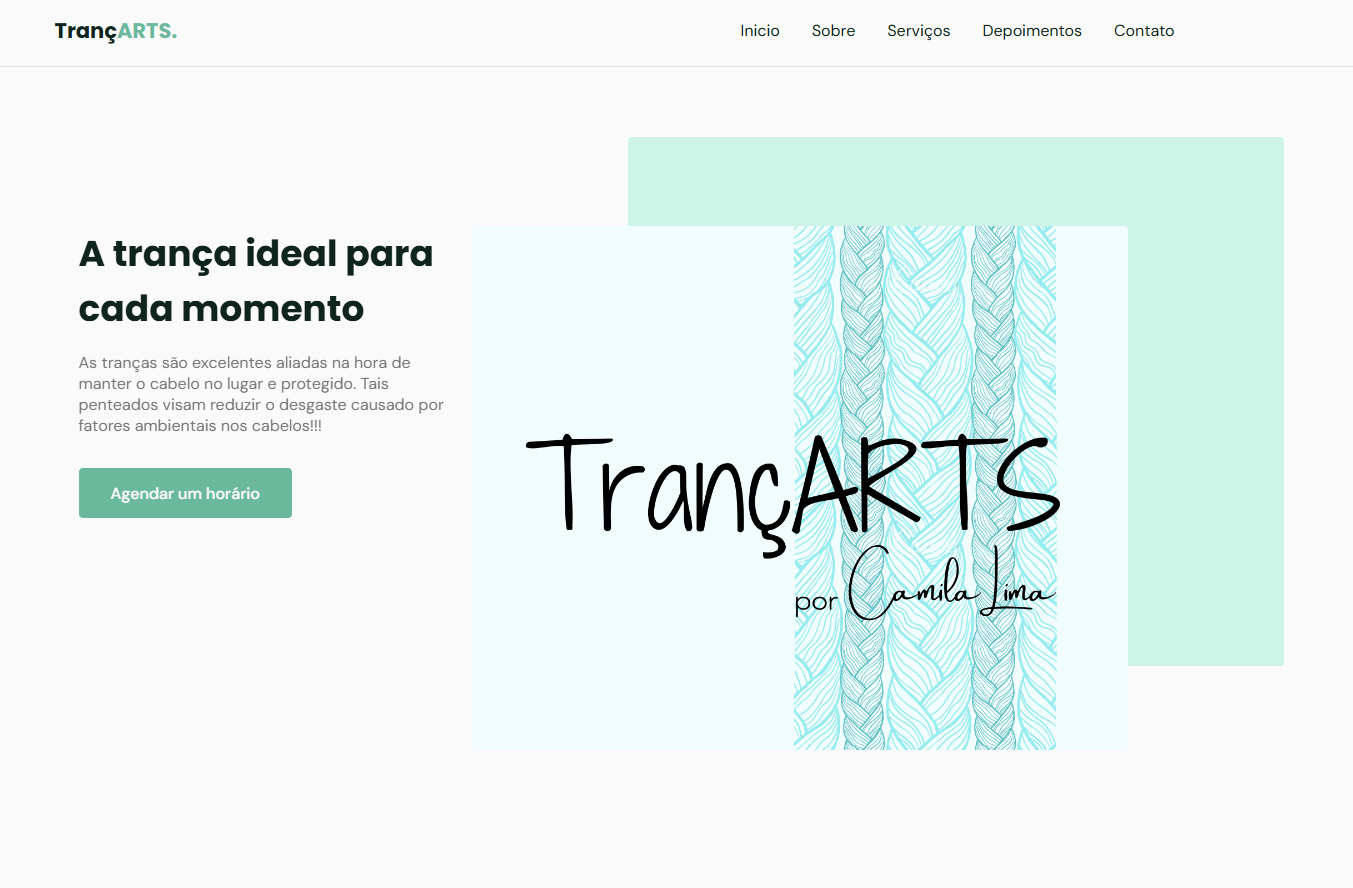 TrançARTS.
Inicio Sobre Serviços Depoimentos Contato
A trança ideal para
cada momento
As tranças são excelentes aliadas na hora de
manter o cabelo no lugar e protegido. Tais
penteados visam reduzir o desgaste causado por
fatores ambientais nos cabelos!!!
Agendar um horário
TrançARTS
por Camila Lima